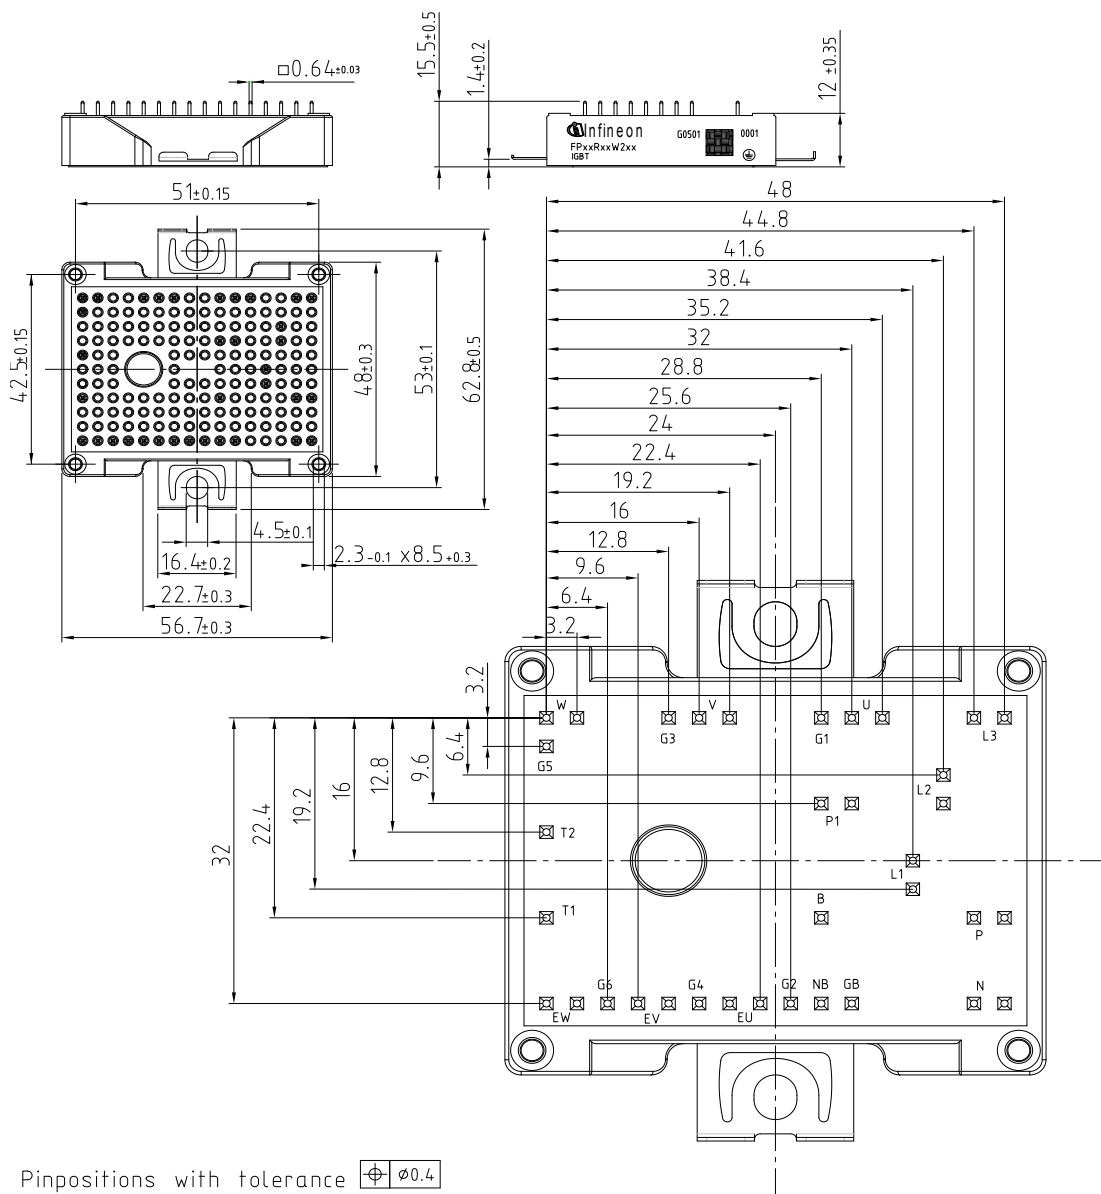 □0.64±0.03
15.5±0.5
1.4±0.2
12 ±0.35
Infineon
FPxxRxxW2xx
IGBT
G0501
0001
51±0.15
42.5±0.15
48±0.3
53±0.1
62.8±0.5
4.5±0.1
16.4±0.2
2.3-0.1 x8.5+0.3
22.7±0.3
56.7±0.3
48
44.8
41.6
38.4
35.2
32
28.8
25.6
24
22.4
19.2
16
12.8
9.6
6.4
3.2
3.2
6.4
9.6
12.8
16
19.2
22.4
32
W
V
U
G3
G1
L3
G5
L2
P1
T2
L1
B
T1
P
G6
G4
G2
NB
GB
N
EW
EV
EU
Pinpositions with tolerance ⌖ ø0.4